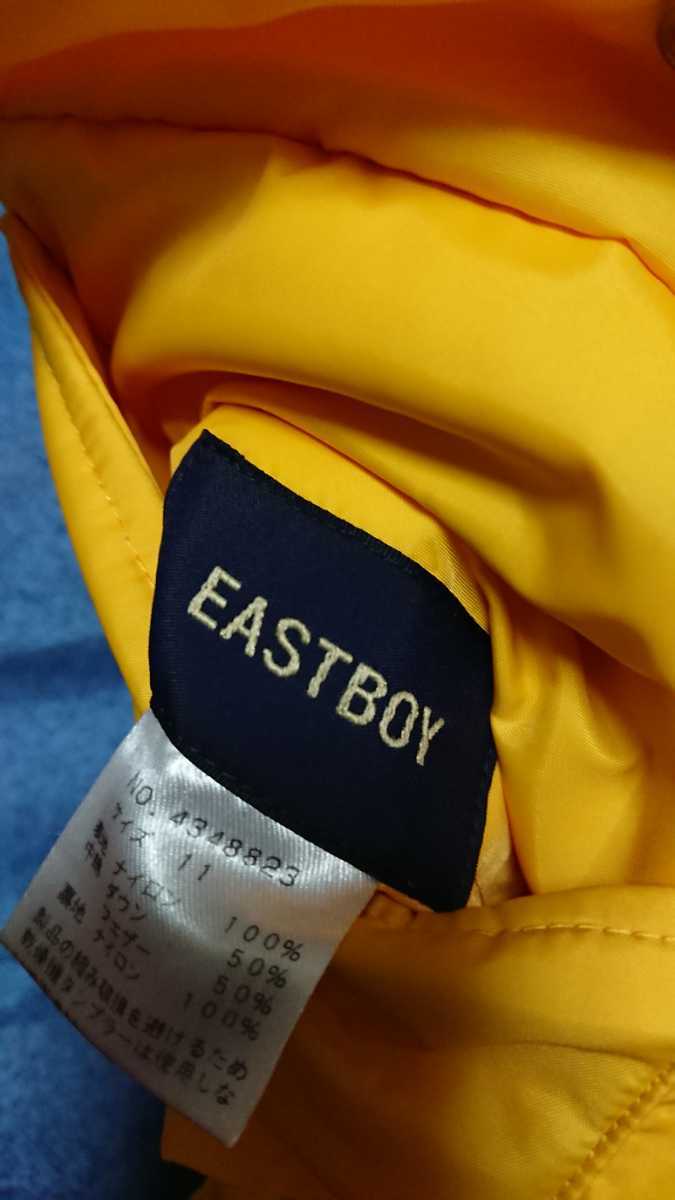 EASTBOY
NO. 4348823
サイズ 11
表地 ナイロン 100%
中綿 ダウン 50%
フェザー 50%
裏地 ナイロン 100%
製品の縮み破損を避けるため
乾燥機タンブラーは使用しな